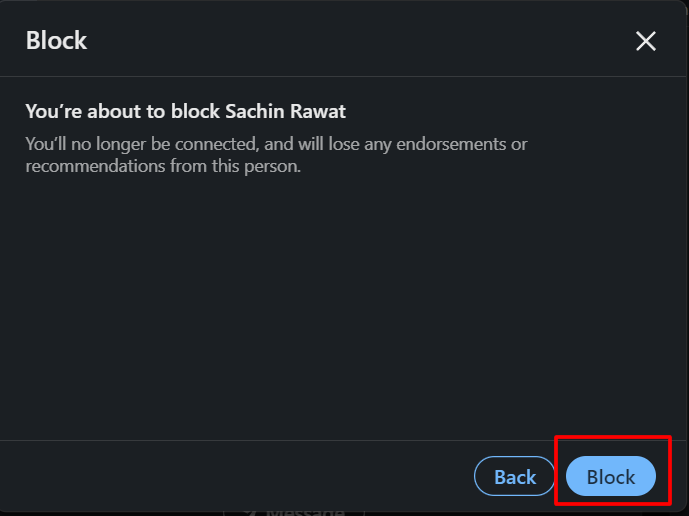 Block
You’re about to block Sachin Rawat
You’ll no longer be connected, and will lose any endorsements or
recommendations from this person.
Back Block
Message